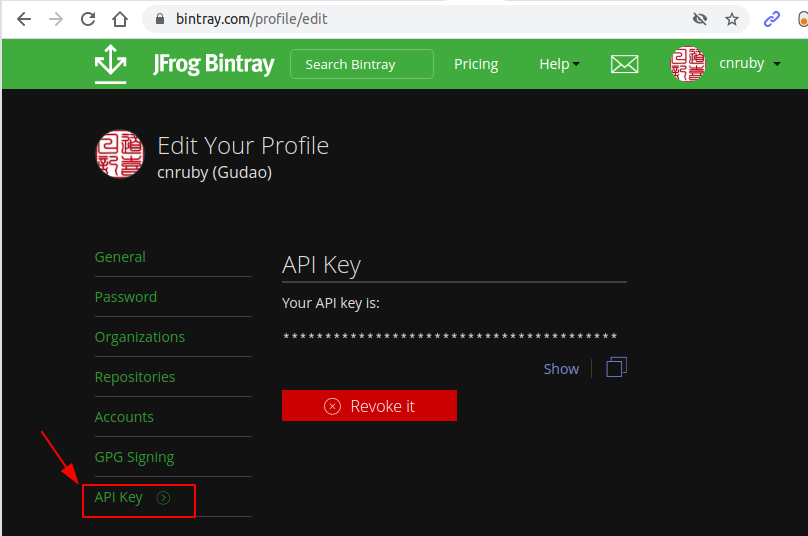 bintray.com/profile/edit
JFrog Bintray
Search Bintray
Pricing
Help
cnruby
Edit Your Profile
cnruby (Gudao)
General
Password
Organizations
Repositories
Accounts
GPG Signing
API Key
API Key
Your API key is:
****************************************
Show
Revoke it